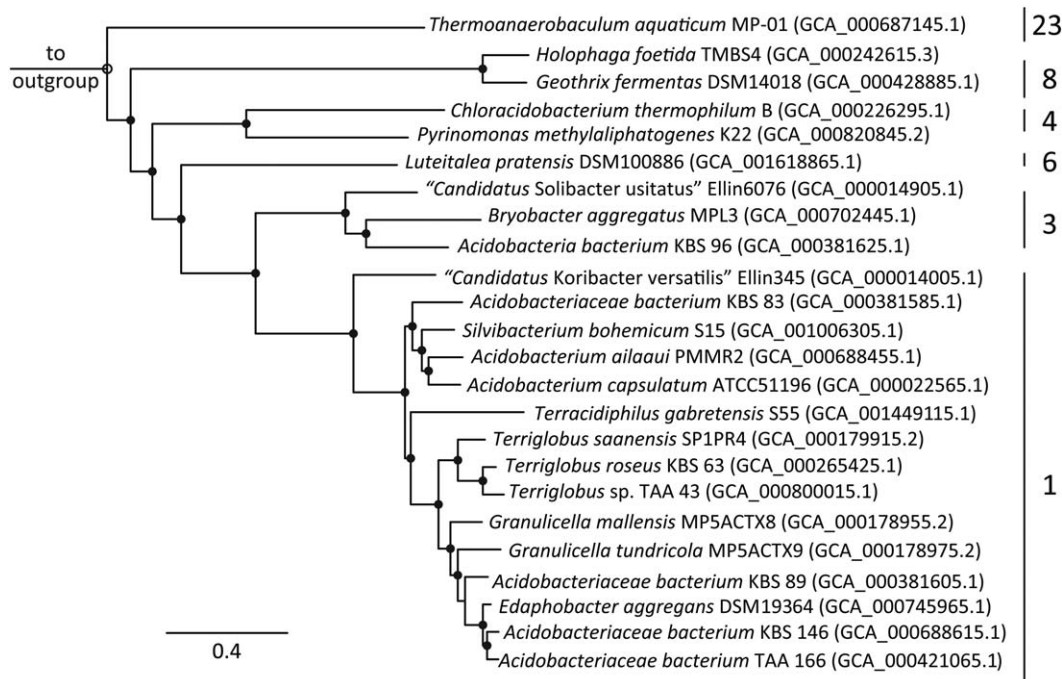 Thermoanaerobaculum aquaticum MP-01 (GCA_000687145.1)
23
to
outgroup
Holophaga foetida TMBS4 (GCA_000242615.3)
Geothrix fermentas DSM14018 (GCA_000428885.1)
8
Chloracidobacterium thermophilum B (GCA_000226295.1)
Pyrinomonas methylaliphatogenes K22 (GCA_000820845.2)
4
Luteitalea pratensis DSM100886 (GCA_001618865.1)
6
“Candidatus Solibacter usitatus” Ellin6076 (GCA_000014905.1)
Bryobacter aggregatus MPL3 (GCA_000702445.1)
Acidobacteria bacterium KBS 96 (GCA_000381625.1)
3
“Candidatus Koribacter versatilis” Ellin345 (GCA_000014005.1)
Acidobacteriaceae bacterium KBS 83 (GCA_000381585.1)
Silvibacterium bohemicum S15 (GCA_001006305.1)
Acidobacterium ailaaui PMMR2 (GCA_000688455.1)
Acidobacterium capsulatum ATCC51196 (GCA_000022565.1)
Terracidiphilus gabretensis S55 (GCA_001449115.1)
Terriglobus saanensis SP1PR4 (GCA_000179915.2)
Terriglobus roseus KBS 63 (GCA_000265425.1)
Terriglobus sp. TAA 43 (GCA_000800015.1)
1
Granulicella mallensis MP5ACTX8 (GCA_000178955.2)
Granulicella tundricola MP5ACTX9 (GCA_000178975.2)
Acidobacteriaceae bacterium KBS 89 (GCA_000381605.1)
Edaphobacter aggregans DSM19364 (GCA_000745965.1)
Acidobacteriaceae bacterium KBS 146 (GCA_000688615.1)
Acidobacteriaceae bacterium TAA 166 (GCA_000421065.1)
0.4